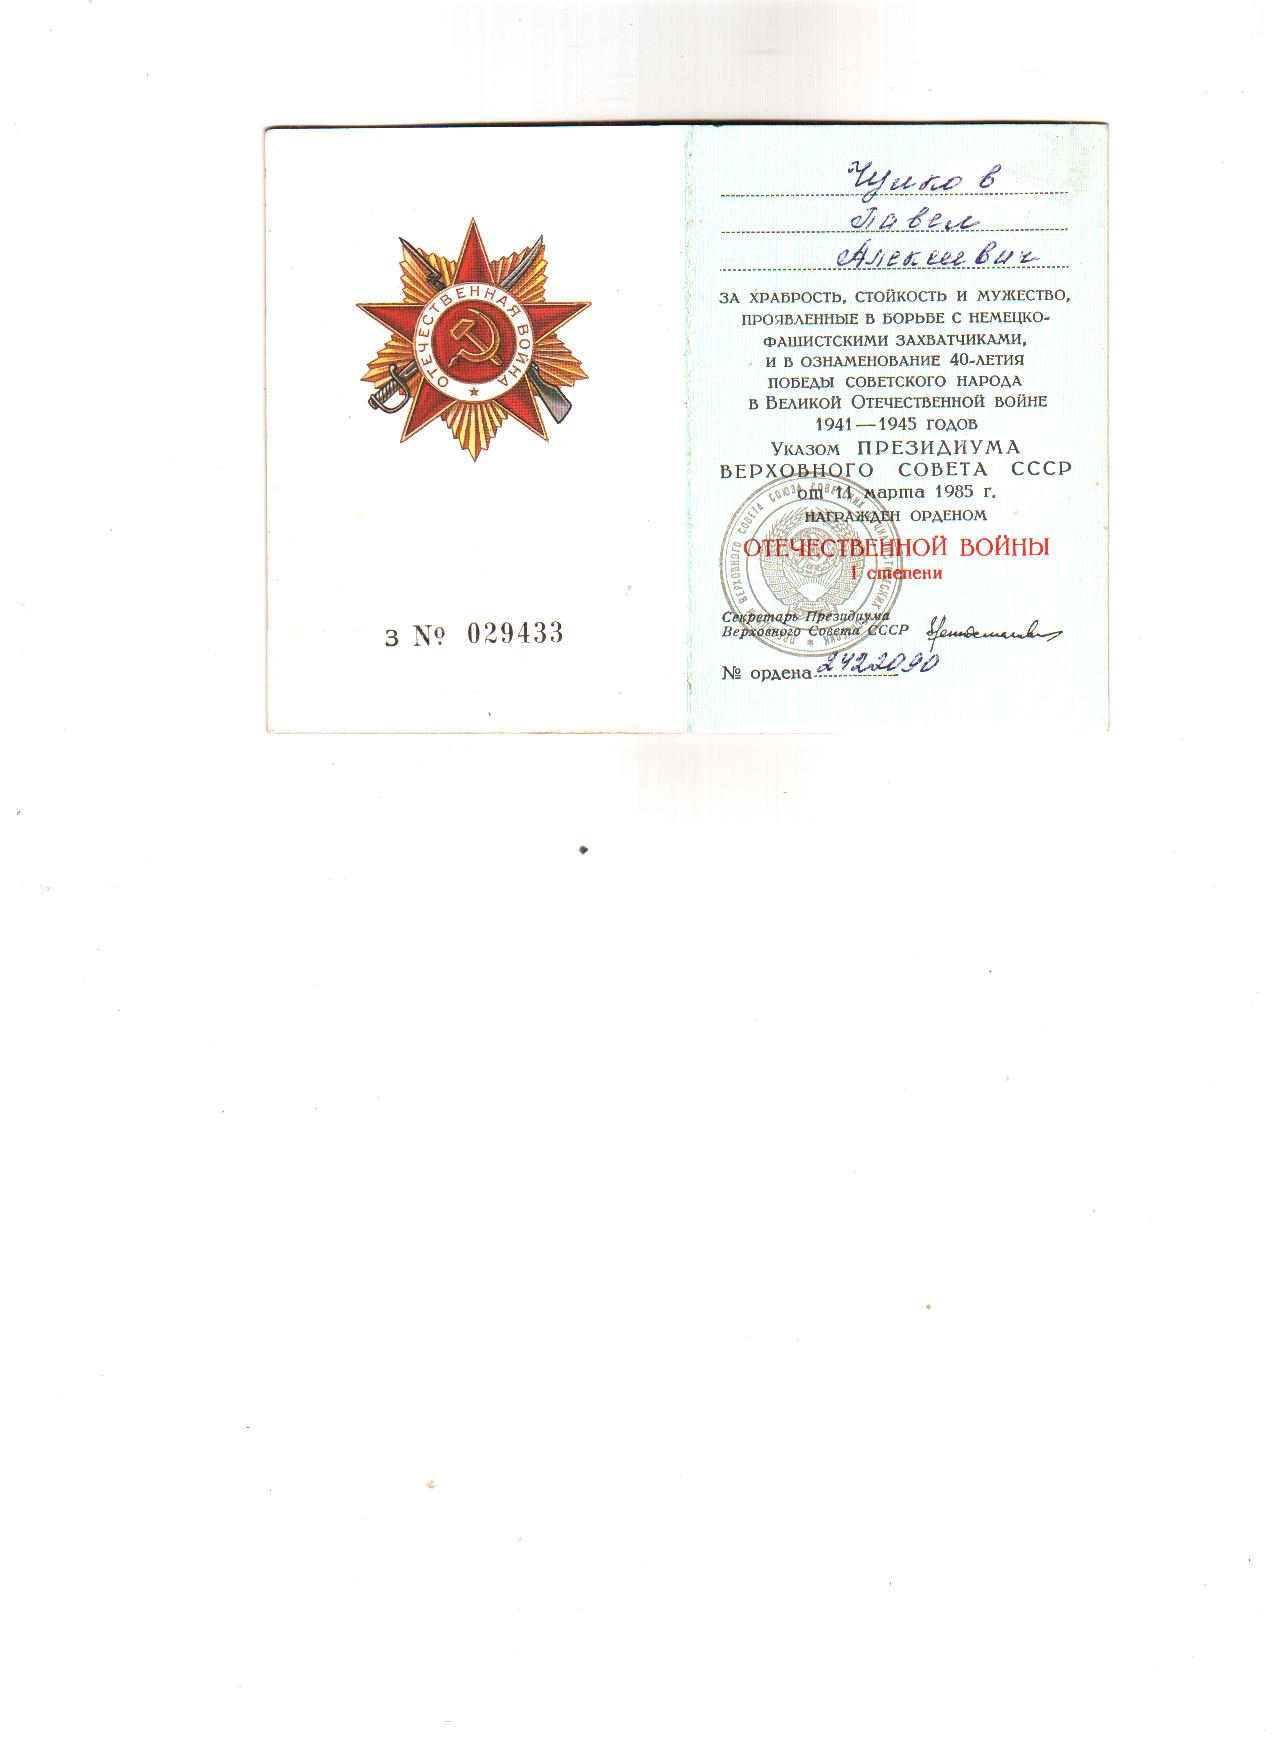 ОТЕЧЕСТВЕННАЯ ВОЙНА
З № 029433
Чулков
Павел
Алексеевич
ЗА ХРАБРОСТЬ, СТОЙКОСТЬ И МУЖЕСТВО,
ПРОЯВЛЕННЫЕ В БОРЬБЕ С НЕМЕЦКО-
ФАШИСТСКИМИ ЗАХВАТЧИКАМИ,
И В ОЗНАМЕНОВАНИЕ 40-ЛЕТИЯ
ПОБЕДЫ СОВЕТСКОГО НАРОДА
В ВЕЛИКОЙ ОТЕЧЕСТВЕННОЙ ВОЙНЕ
1941—1945 ГОДОВ
УКАЗОМ ПРЕЗИДИУМА
ВЕРХОВНОГО СОВЕТА СССР
от 11 марта 1985 г.
НАГРАЖДЕН ОРДЕНОМ
ОТЕЧЕСТВЕННОЙ ВОЙНЫ
I степени
Секретарь Президиума
Верховного Совета СССР
№ ордена 2422090